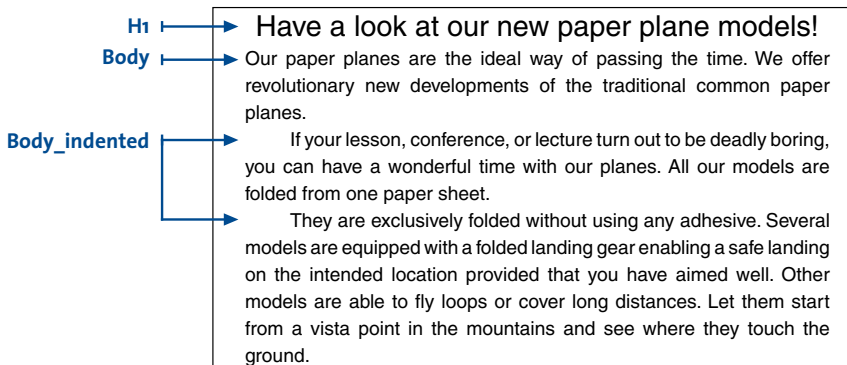 H1
Have a look at our new paper plane models!
Body
Our paper planes are the ideal way of passing the time. We offer
revolutionary new developments of the traditional common paper
planes.
Body_indented
If your lesson, conference, or lecture turn out to be deadly boring,
you can have a wonderful time with our planes. All our models are
folded from one paper sheet.
They are exclusively folded without using any adhesive. Several
models are equipped with a folded landing gear enabling a safe landing
on the intended location provided that you have aimed well. Other
models are able to fly loops or cover long distances. Let them start
from a vista point in the mountains and see where they touch the
ground.